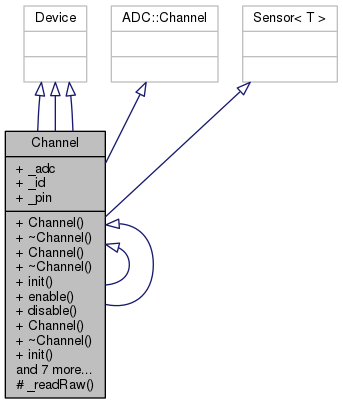 Device
ADC::Channel
Sensor< T >
Channel
+ _adc
+ _id
+ _pin
+ Channel()
+ ~Channel()
+ Channel()
+ ~Channel()
+ init()
+ enable()
+ disable()
+ Channel()
+ ~Channel()
+ init()
and 7 more...
# _readRaw()